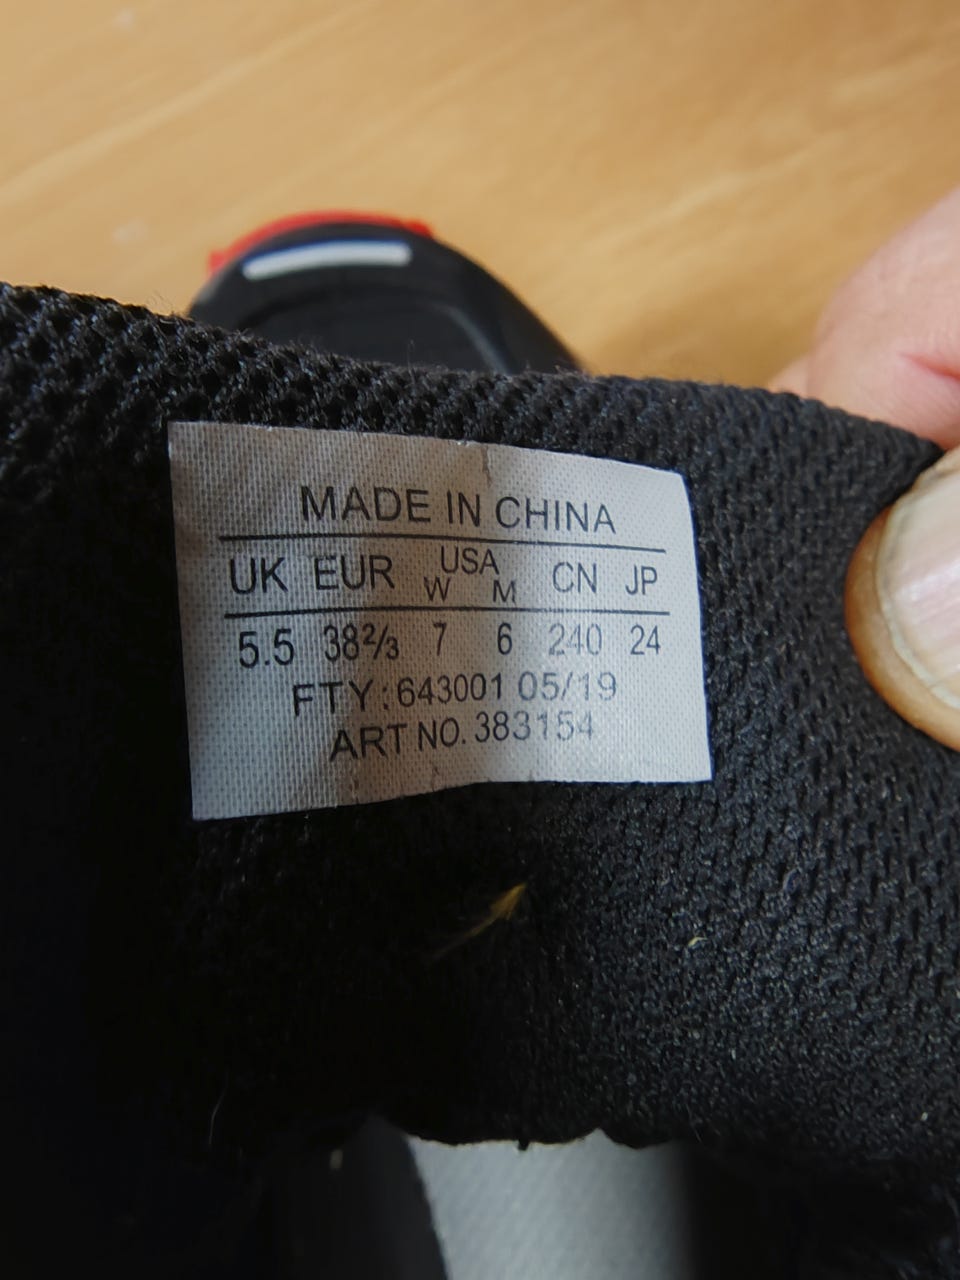 MADE IN CHINA
UK EUR USA W M CN JP
5.5 38⅔ 7 6 240 24
FTY: 643001 05/19
ART NO. 383154